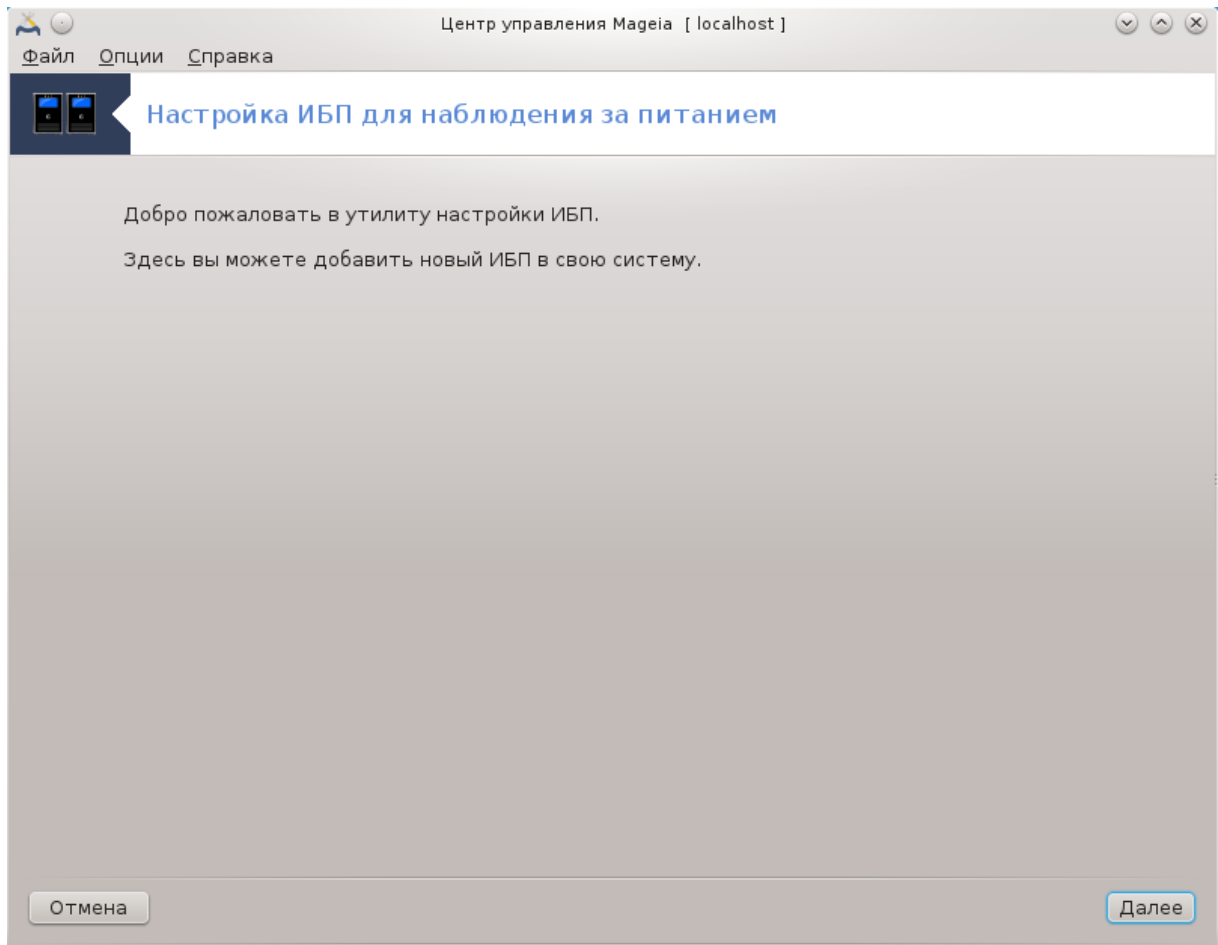 Центр управления Mageia [ localhost ]
Файл Опции Справка
Настройка ИБП для наблюдения за питанием
Добро пожаловать в утилиту настройки ИБП.
Здесь вы можете добавить новый ИБП в свою систему.
Отмена Далее